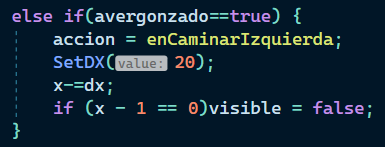 else if(avergonzado==true) {
accion = enCaminarIzquierda;
SetDX(value: 20);
x-=dx;
if (x - 1 == 0)visible = false;
}